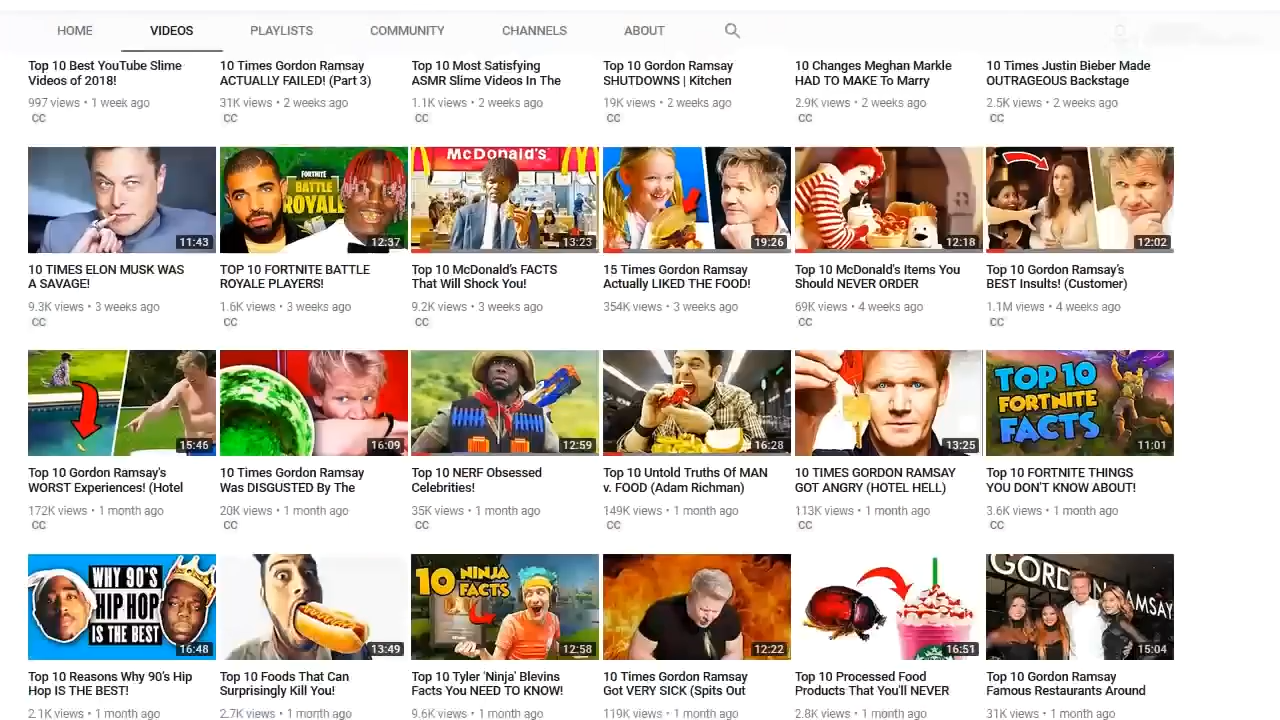 HOME VIDEOS PLAYLISTS COMMUNITY CHANNELS ABOUT
Top 10 Best YouTube Slime
Videos of 2018!
997 views • 1 week ago
CC
10 Times Gordon Ramsay
ACTUALLY FAILED! (Part 3)
31K views • 2 weeks ago
CC
Top 10 Most Satisfying
ASMR Slime Videos In The
1.1K views • 2 weeks ago
CC
Top 10 Gordon Ramsay
SHUTDOWNS | Kitchen
19K views • 2 weeks ago
CC
10 Changes Meghan Markle
HAD TO MAKE To Marry
2.9K views • 2 weeks ago
CC
10 Times Justin Bieber Made
OUTRAGEOUS Backstage
2.5K views • 2 weeks ago
CC
11:43
10 TIMES ELON MUSK WAS
A SAVAGE!
9.3K views • 3 weeks ago
CC
FORTNITE
BATTLE
ROYALE
12:37
TOP 10 FORTNITE BATTLE
ROYALE PLAYERS!
1.6K views • 3 weeks ago
CC
McDonald's
13:23
Top 10 McDonald's FACTS
That Will Shock You!
9.2K views • 3 weeks ago
CC
19:26
15 Times Gordon Ramsay
Actually LIKED THE FOOD!
354K views • 3 weeks ago
12:18
Top 10 McDonald's Items You
Should NEVER ORDER
69K views • 4 weeks ago
CC
12:02
Top 10 Gordon Ramsay's
BEST Insults! (Customer)
1.1M views • 4 weeks ago
CC
15:46
Top 10 Gordon Ramsay's
WORST Experiences! (Hotel
172K views • 1 month ago
CC
16:09
10 Times Gordon Ramsay
Was DISGUSTED By The
20K views • 1 month ago
12:59
Top 10 NERF Obsessed
Celebrities!
35K views • 1 month ago
CC
16:28
Top 10 Untold Truths Of MAN
v. FOOD (Adam Richman)
149K views • 1 month ago
CC
13:25
10 TIMES GORDON RAMSAY
GOT ANGRY (HOTEL HELL)
113K views • 1 month ago
CC
TOP 10
FORTNITE
FACTS
11:01
Top 10 FORTNITE THINGS
YOU DON'T KNOW ABOUT!
3.6K views • 1 month ago
CC
WHY 90'S
HIP HOP
IS THE BEST
16:48
Top 10 Reasons Why 90's Hip
Hop IS THE BEST!
2.1K views • 1 month ago
13:49
Top 10 Foods That Can
Surprisingly Kill You!
2.7K views • 1 month ago
10 NINJA
FACTS
12:58
Top 10 Tyler 'Ninja' Blevins
Facts You NEED TO KNOW!
9.6K views • 1 month ago
12:22
10 Times Gordon Ramsay
Got VERY SICK (Spits Out
119K views • 1 month ago
16:51
Top 10 Processed Food
Products That You'll NEVER
2.8K views • 1 month ago
GORD N RAMSAY
15:04
Top 10 Gordon Ramsay
Famous Restaurants Around
31K views • 1 month ago